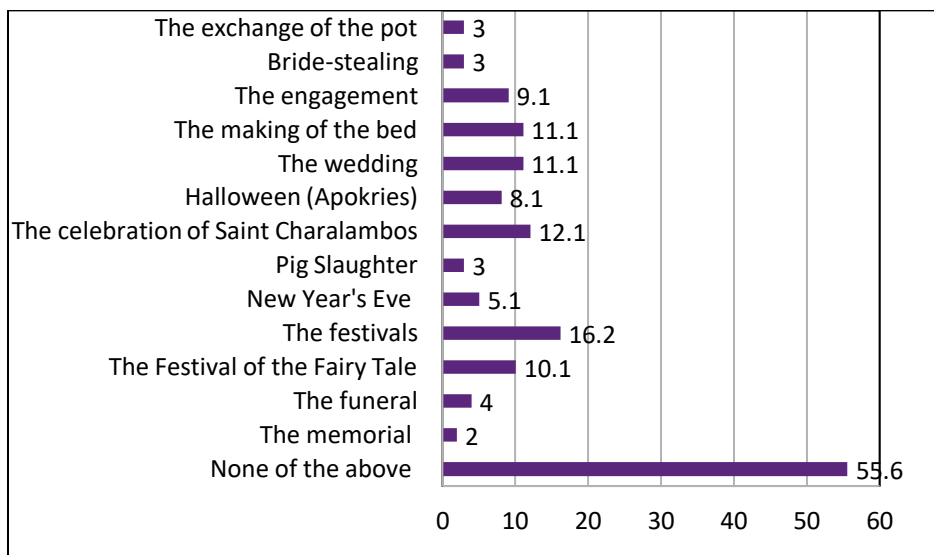 The exchange of the pot 3
Bride-stealing 3
The engagement 9.1
The making of the bed 11.1
The wedding 11.1
Halloween (Apokries) 8.1
The celebration of Saint Charalambos 12.1
Pig Slaughter 3
New Year's Eve 5.1
The festivals 16.2
The Festival of the Fairy Tale 10.1
The funeral 4
The memorial 2
None of the above 55.6
0 10 20 30 40 50 60